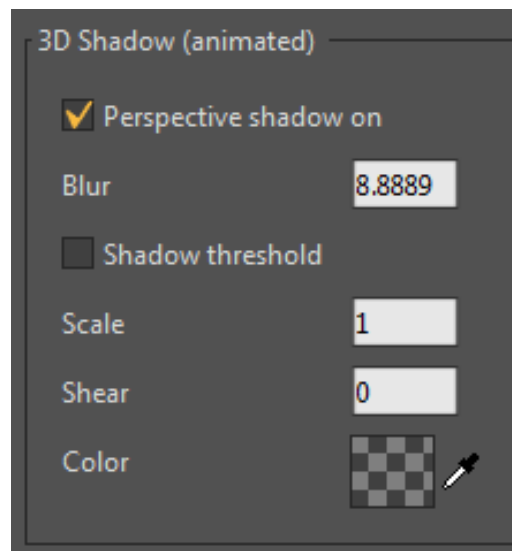 3D Shadow (animated)
Perspective shadow on
Blur 8.8889
Shadow threshold
Scale 1
Shear 0
Color